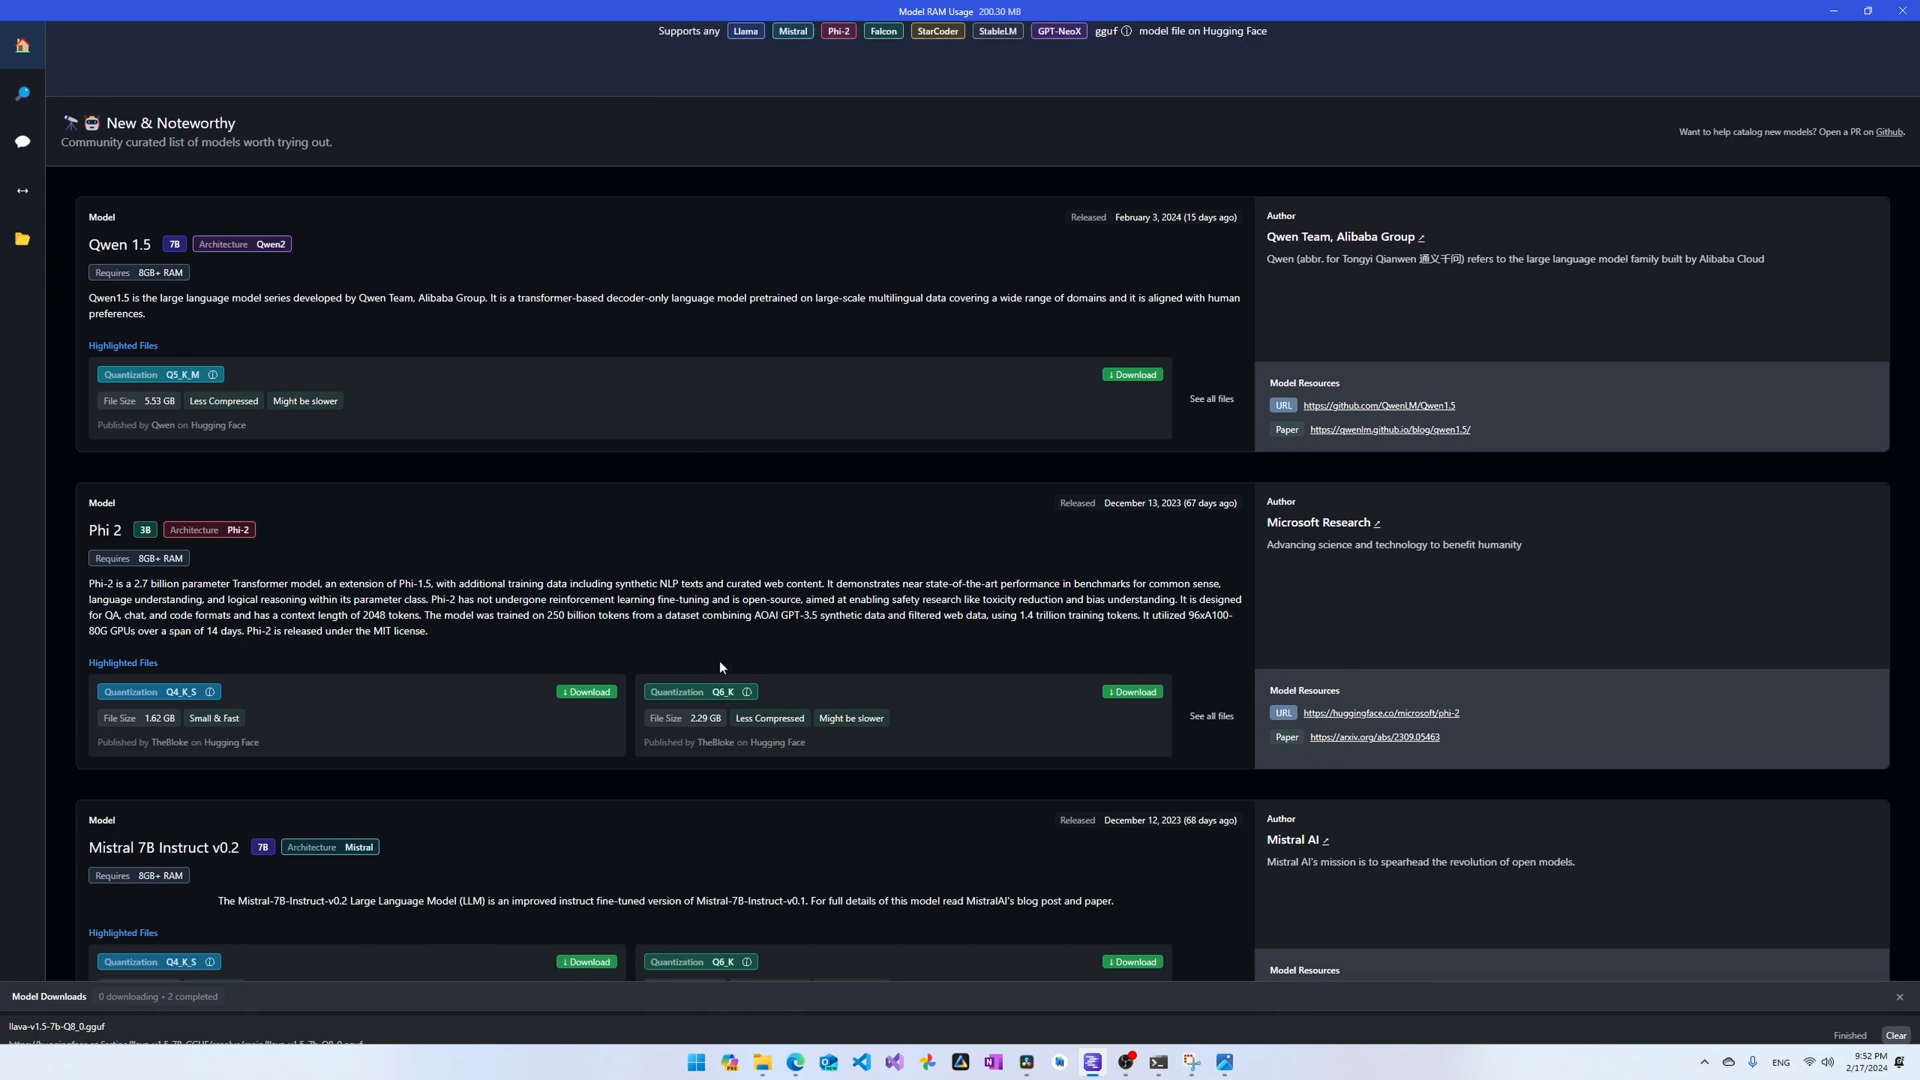 Model RAM Usage 200.30 MB
Supports any Llama Mistral Phi-2 Falcon StarCoder StableLM GPT-NeoX gguf ⓘ model file on Hugging Face
New & Noteworthy
Community curated list of models worth trying out.
Want to help catalog new models? Open a PR on Github.
Model
Released February 3, 2024 (15 days ago)
Qwen 1.5 7B Architecture Qwen2
Requires 8GB+ RAM
Qwen1.5 is the large language model series developed by Qwen Team, Alibaba Group. It is a transformer-based decoder-only language model pretrained on large-scale multilingual data covering a wide range of domains and it is aligned with human
preferences.
Highlighted Files
Quantization Q5_K_M ⓘ
↓ Download
File Size 5.53 GB Less Compressed Might be slower
See all files
Published by Qwen on Hugging Face
Author
Qwen Team, Alibaba Group ↗
Qwen (abbr. for Tongyi Qianwen 通义千问) refers to the large language model family built by Alibaba Cloud
Model Resources
URL https://github.com/QwenLM/Qwen1.5
Paper https://qwenlm.github.io/blog/qwen1.5/
Model
Released December 13, 2023 (67 days ago)
Phi 2 3B Architecture Phi-2
Requires 8GB+ RAM
Phi-2 is a 2.7 billion parameter Transformer model, an extension of Phi-1.5, with additional training data including synthetic NLP texts and curated web content. It demonstrates near state-of-the-art performance in benchmarks for common sense,
language understanding, and logical reasoning within its parameter class. Phi-2 has not undergone reinforcement learning fine-tuning and is open-source, aimed at enabling safety research like toxicity reduction and bias understanding. It is designed
for QA, chat, and code formats and has a context length of 2048 tokens. The model was trained on 250 billion tokens from a dataset combining AOAI GPT-3.5 synthetic data and filtered web data, using 1.4 trillion training tokens. It utilized 96xA100-
80G GPUs over a span of 14 days. Phi-2 is released under the MIT license.
Highlighted Files
Quantization Q4_K_S ⓘ
↓ Download
File Size 1.62 GB Small & Fast
Published by TheBloke on Hugging Face
Quantization Q6_K ⓘ
↓ Download
File Size 2.29 GB Less Compressed Might be slower
Published by TheBloke on Hugging Face
See all files
Author
Microsoft Research ↗
Advancing science and technology to benefit humanity
Model Resources
URL https://huggingface.co/microsoft/phi-2
Paper https://arxiv.org/abs/2309.05463
Model
Released December 12, 2023 (68 days ago)
Mistral 7B Instruct v0.2 7B Architecture Mistral
Requires 8GB+ RAM
The Mistral-7B-Instruct-v0.2 Large Language Model (LLM) is an improved instruct fine-tuned version of Mistral-7B-Instruct-v0.1. For full details of this model read MistralAI's blog post and paper.
Highlighted Files
Quantization Q4_K_S ⓘ
↓ Download
Quantization Q6_K ⓘ
↓ Download
Author
Mistral AI ↗
Mistral AI's mission is to spearhead the revolution of open models.
Model Resources
Model Downloads 0 downloading • 2 completed
llava-v1.5-7b-Q8_0.gguf
Finished Clear
PRE
ENG
9:52 PM
2/17/2024